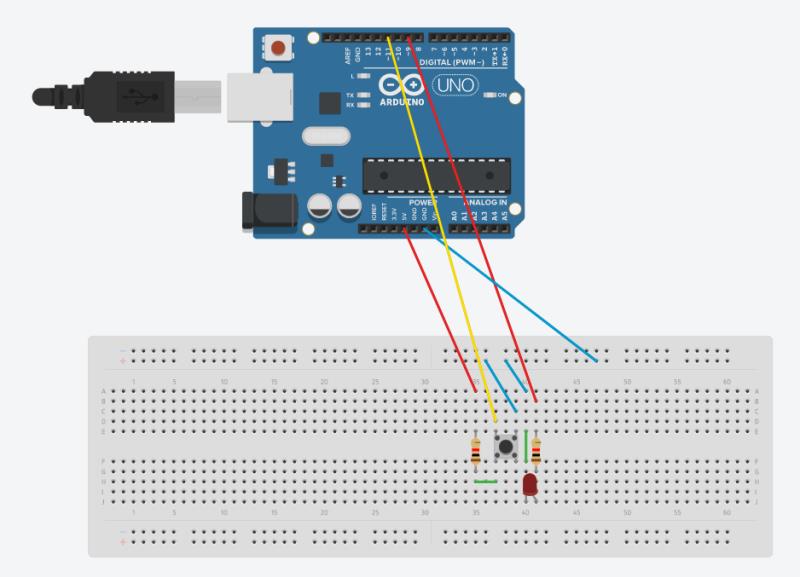 AREF
GND
13
12
~11
~10
~9
8
7
~6
~5
~4
~3
2
TX→1
RX←0
DIGITAL (PWM ~)
L
TX
RX
ARDUINO
UNO
ON
POWER
ANALOG IN
IOREF
RESET
3.3V
5V
GND
GND
A0
A1
A2
A3
A4
A5
1 5 10 15 20 25 30 35 45 50 55 60
A A
B B
C C
D D
E E
F F
G G
H H
I I
J J
1 5 10 15 20 25 30 35 40 45 50 55 60